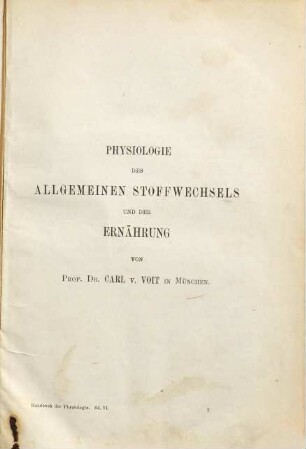 PHYSIOLOGIE
DES
ALLGEMEINEN STOFFWECHSELS
UND DER
ERNÄHRUNG
VON
PROF. DR. CARL V. VOIT IN MÜNCHEN.
Handbuch der Physiologie. Bd. VI. 1